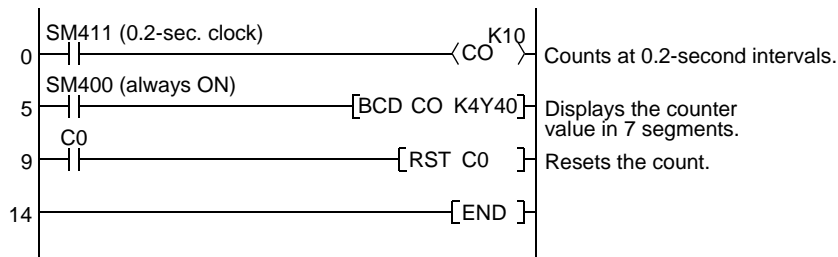 SM411 (0.2-sec. clock)
K10
0
CO
Counts at 0.2-second intervals.
SM400 (always ON)
5
BCD CO K4Y40
Displays the counter
value in 7 segments.
C0
9
RST C0
Resets the count.
14
END